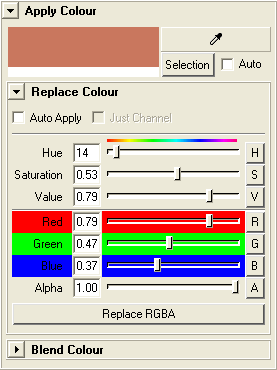 Apply Colour
Selection Auto
Replace Colour
Auto Apply Just Channel
Hue 14 H
Saturation 0.53 S
Value 0.79 V
Red 0.79 R
Green 0.47 G
Blue 0.37 B
Alpha 1.00 A
Replace RGBA
Blend Colour